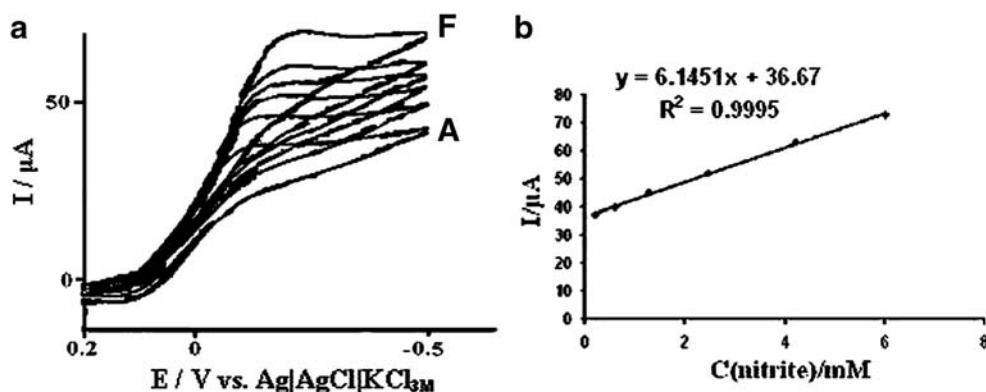 a
F
50
A
I / µA
0
0.2 0 -0.5
E / V vs. Ag|AgCl|KCl3M
b
y = 6.1451x + 36.67
R² = 0.9995
80
70
60
50
40
30
20
10
0
I/µA
0 2 4 6 8
C(nitrite)/mM